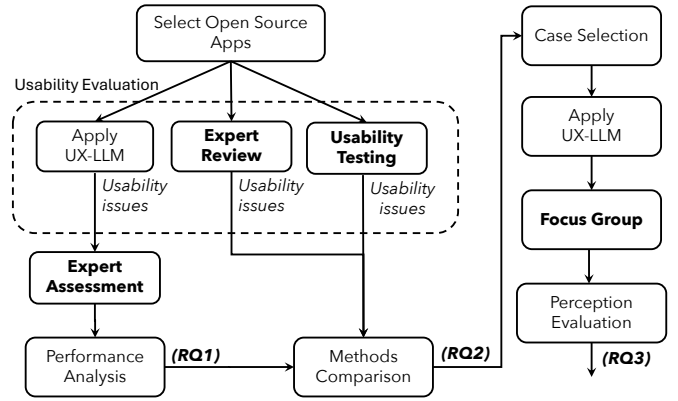 Select Open Source
Apps
Usability Evaluation
Apply
UX-LLM
Expert
Review
Usability
Testing
Usability
issues
Usability
issues
Usability
issues
Expert
Assessment
Performance
Analysis
(RQ1)
Methods
Comparison
(RQ2)
Case Selection
Apply
UX-LLM
Focus Group
Perception
Evaluation
(RQ3)